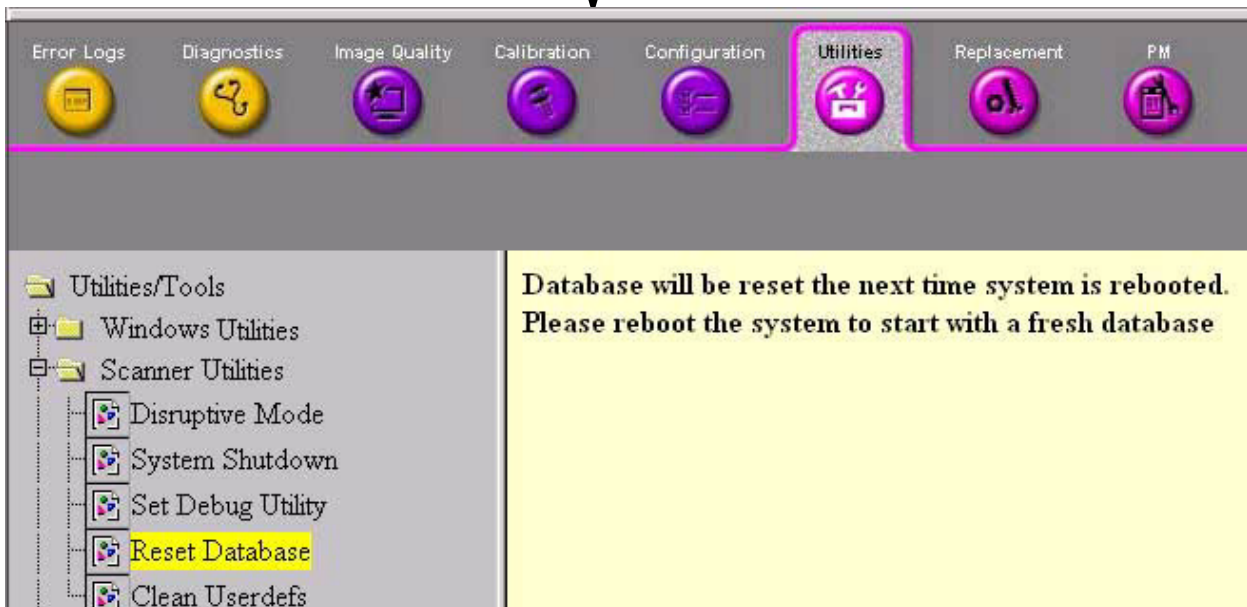 Error Logs Diagnostics Image Quality Calibration Configuration Utilities Replacement PM
Utilities/Tools
Windows Utilities
Scanner Utilities
Disruptive Mode
System Shutdown
Set Debug Utility
Reset Database
Clean Userdefs
Database will be reset the next time system is rebooted.
Please reboot the system to start with a fresh database